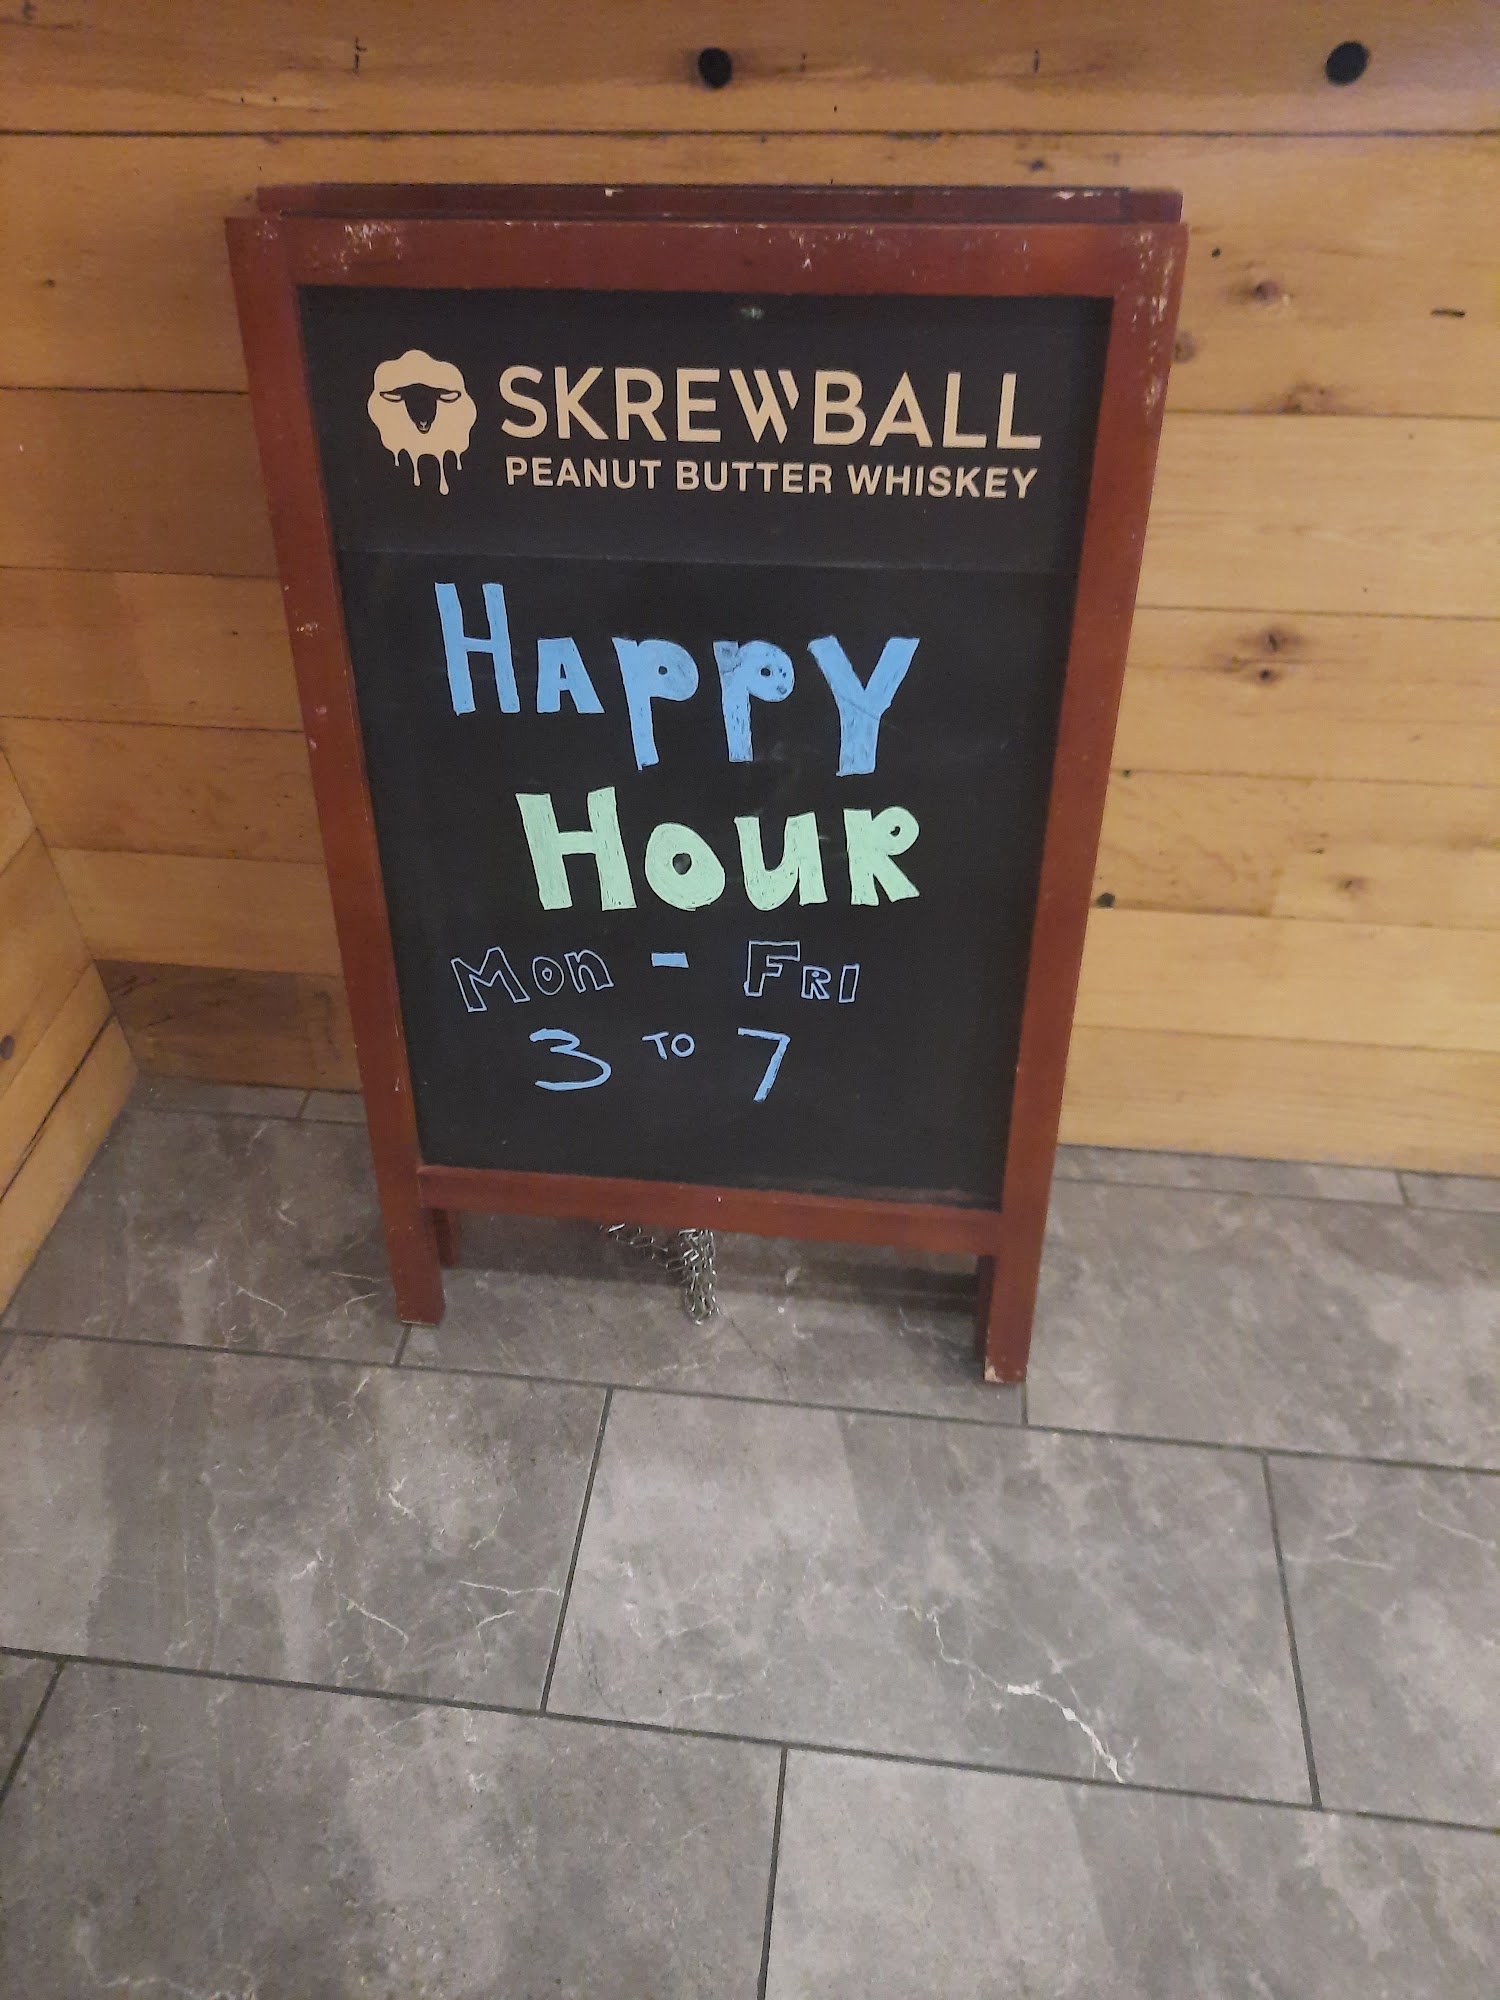 SKREWBALL
PEANUT BUTTER WHISKEY
HAPPY
HOUR
MON - FRI
3 TO 7